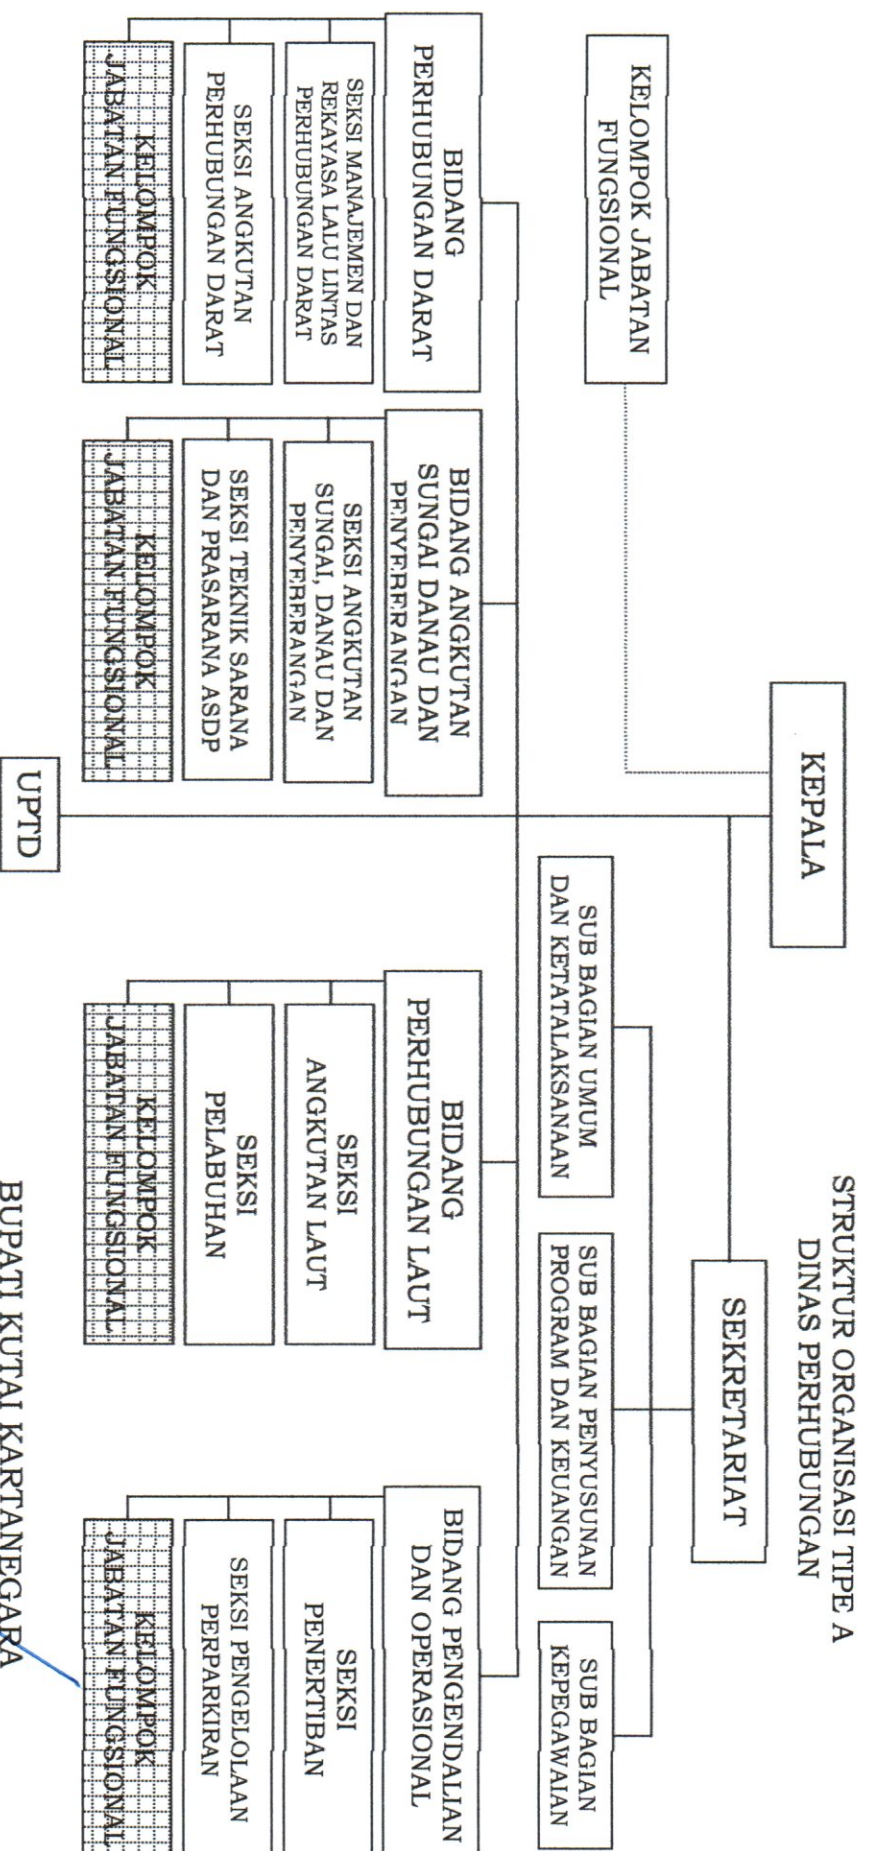 STRUKTUR ORGANISASI TIPE A
DINAS PERHUBUNGAN
KEPALA
KELOMPOK JABATAN
FUNGSIONAL
SEKRETARIAT
SUB BAGIAN UMUM
DAN KETATALAKSANAAN
SUB BAGIAN PENYUSUNAN
PROGRAM DAN KEUANGAN
SUB BAGIAN
KEPEGAWAIAN
BIDANG
PERHUBUNGAN DARAT
SEKSI MANAJEMEN DAN
REKAYASA LALU LINTAS
PERHUBUNGAN DARAT
SEKSI ANGKUTAN
PERHUBUNGAN DARAT
KELOMPOK
JABATAN FUNGSIONAL
BIDANG ANGKUTAN
SUNGAI DANAU DAN
PENYEBERANGAN
SEKSI ANGKUTAN
SUNGAI, DANAU DAN
PENYEBERANGAN
SEKSI TEKNIK SARANA
DAN PRASARANA ASDP
KELOMPOK
JABATAN FUNGSIONAL
BIDANG
PERHUBUNGAN LAUT
SEKSI
ANGKUTAN LAUT
SEKSI
PELABUHAN
KELOMPOK
JABATAN FUNGSIONAL
BIDANG PENGENDALIAN
DAN OPERASIONAL
SEKSI
PENERTIBAN
SEKSI PENGELOLAAN
PERPARKIRAN
KELOMPOK
JABATAN FUNGSIONAL
UPTD
BUPATI KUTAI KARTANEGARA